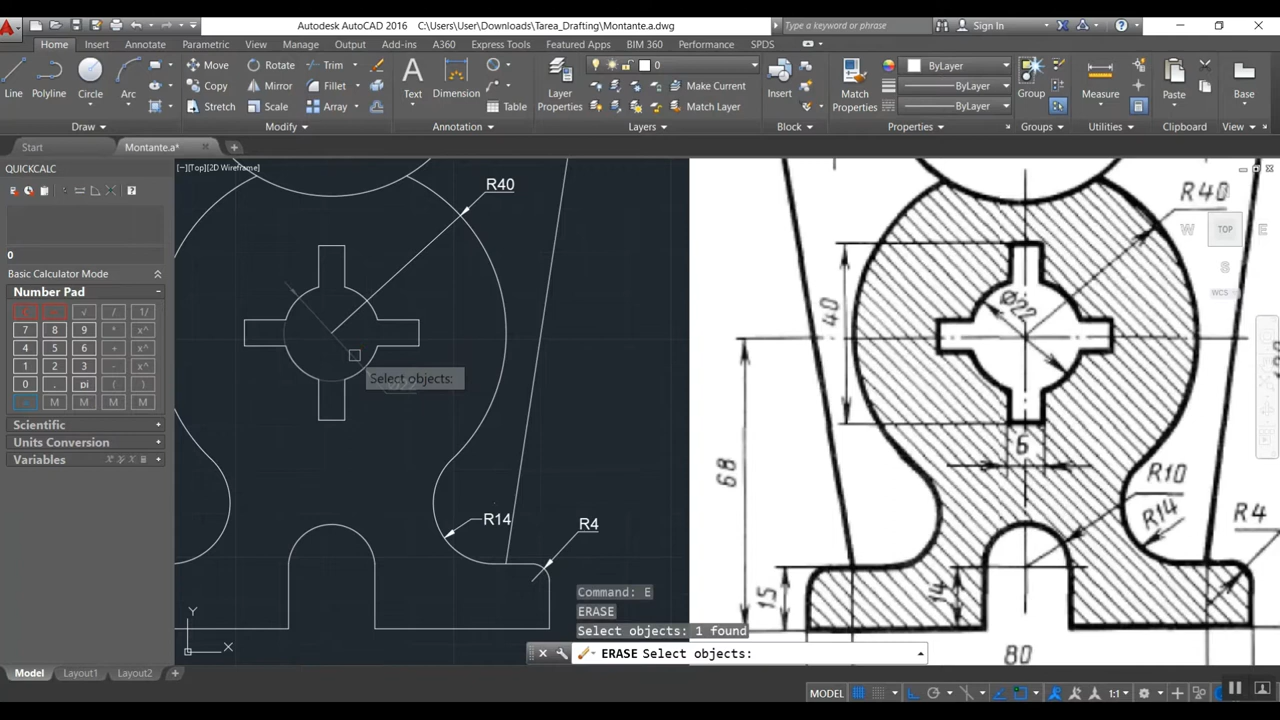 Autodesk AutoCAD 2016 C:\Users\User\Downloads\Tarea_Drafting\Montante.a.dwg
Type a keyword or phrase
Sign In
Home Insert Annotate Parametric View Manage Output Add-ins A360 Express Tools Featured Apps BIM 360 Performance SPDS
Line Polyline Circle Arc
Move Rotate Trim
Copy Mirror Fillet
Stretch Scale Array
Text Dimension Table
Layer Properties
0
Make Current
Match Layer
Insert
Match Properties
ByLayer
ByLayer
ByLayer
Group Measure Paste Base
Draw Modify Annotation Layers Block Properties Groups Utilities Clipboard View
Start Montante.a*
QUICKCALC
[−][Top][2D Wireframe]
0
Basic Calculator Mode
Number Pad
( ) √ / 1/
7 8 9 * x^
4 5 6 + x^
1 2 3 - x^
0 . pi ( )
= M M M M
Scientific
Units Conversion
Variables
R40
Select objects:
R14
R4
Y
X
R40
TOP
W
E
S
WCS
40
Ø22
68
6
R10
R14
R4
15
14
80
Command: E
ERASE
Select objects: 1 found
ERASE Select objects:
Model Layout1 Layout2
MODEL
1:1